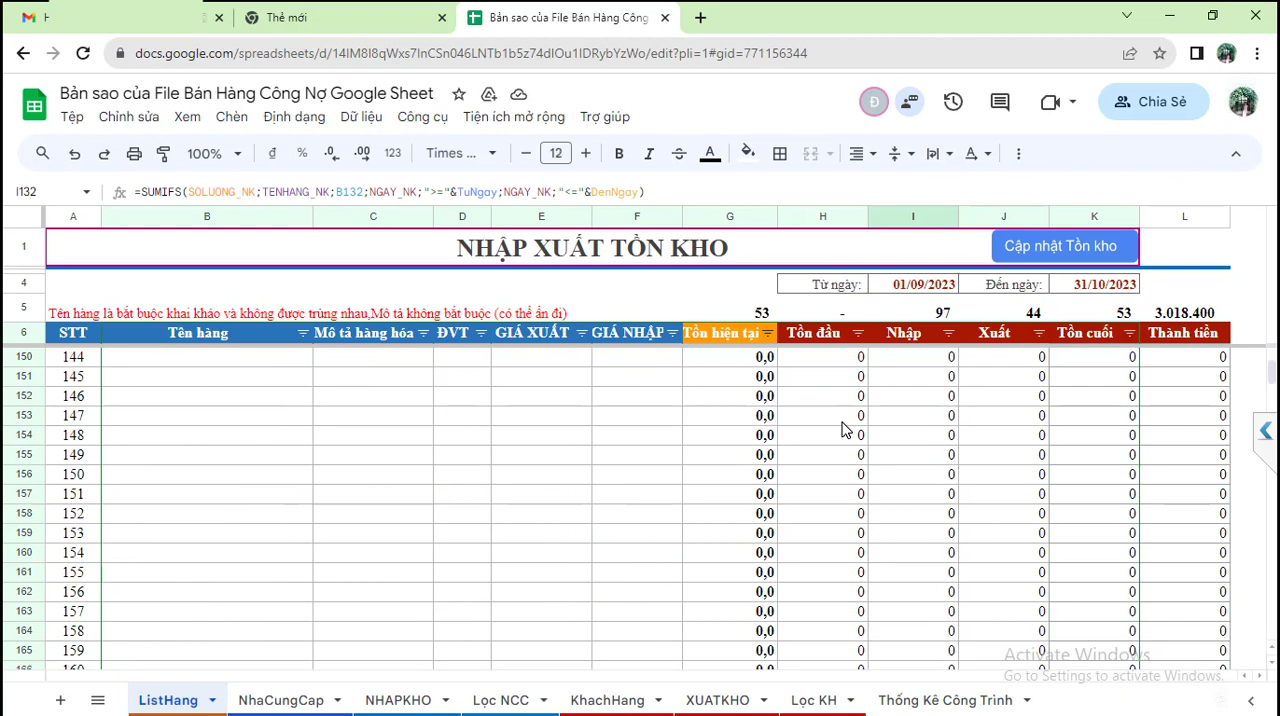 H
Thẻ mới
Bản sao của File Bán Hàng Công
docs.google.com/spreadsheets/d/14IM8I8qWxs7InCSn046LNTb1b5z74dIOu1IDRybYzWo/edit?pli=1#gid=771156344
Bản sao của File Bán Hàng Công Nợ Google Sheet
Đ
Chia Sẻ
Tệp Chỉnh sửa Xem Chèn Định dạng Dữ liệu Công cụ Tiện ích mở rộng Trợ giúp
100% đ % .0 .00 123 Times ... 12 B I A
I132 fx =SUMIFS(SOLUONG_NK;TENHANG_NK;B132;NGAY_NK;">="&TuNgay;NGAY_NK;"<="&DenNgay)
A B C D E F G H I J K L
1 NHẬP XUẤT TỒN KHO Cập nhật Tồn kho
4 Từ ngày: 01/09/2023 Đến ngày: 31/10/2023
5 Tên hàng là bắt buộc khai kháo và không được trùng nhau,Mô tả không bắt buộc (có thể ẩn đi) 53 - 97 44 53 3.018.400
6 STT Tên hàng Mô tả hàng hóa ĐVT GIÁ XUẤT GIÁ NHẬP Tồn hiện tại Tồn đầu Nhập Xuất Tồn cuối Thành tiền
150 144 0,0 0 0 0 0 0
151 145 0,0 0 0 0 0 0
152 146 0,0 0 0 0 0 0
153 147 0,0 0 0 0 0 0
154 148 0,0 0 0 0 0 0
155 149 0,0 0 0 0 0 0
156 150 0,0 0 0 0 0 0
157 151 0,0 0 0 0 0 0
158 152 0,0 0 0 0 0 0
159 153 0,0 0 0 0 0 0
160 154 0,0 0 0 0 0 0
161 155 0,0 0 0 0 0 0
162 156 0,0 0 0 0 0 0
163 157 0,0 0 0 0 0 0
164 158 0,0 0 0 0 0 0
165 159 0,0 0 0 0 0 0
166 160 0,0 0 0 0 0 0
Activate Windows
Go to Settings to activate Windows.
ListHang NhaCungCap NHAPKHO Lọc NCC KhachHang XUATKHO Lọc KH Thống Kê Công Trình